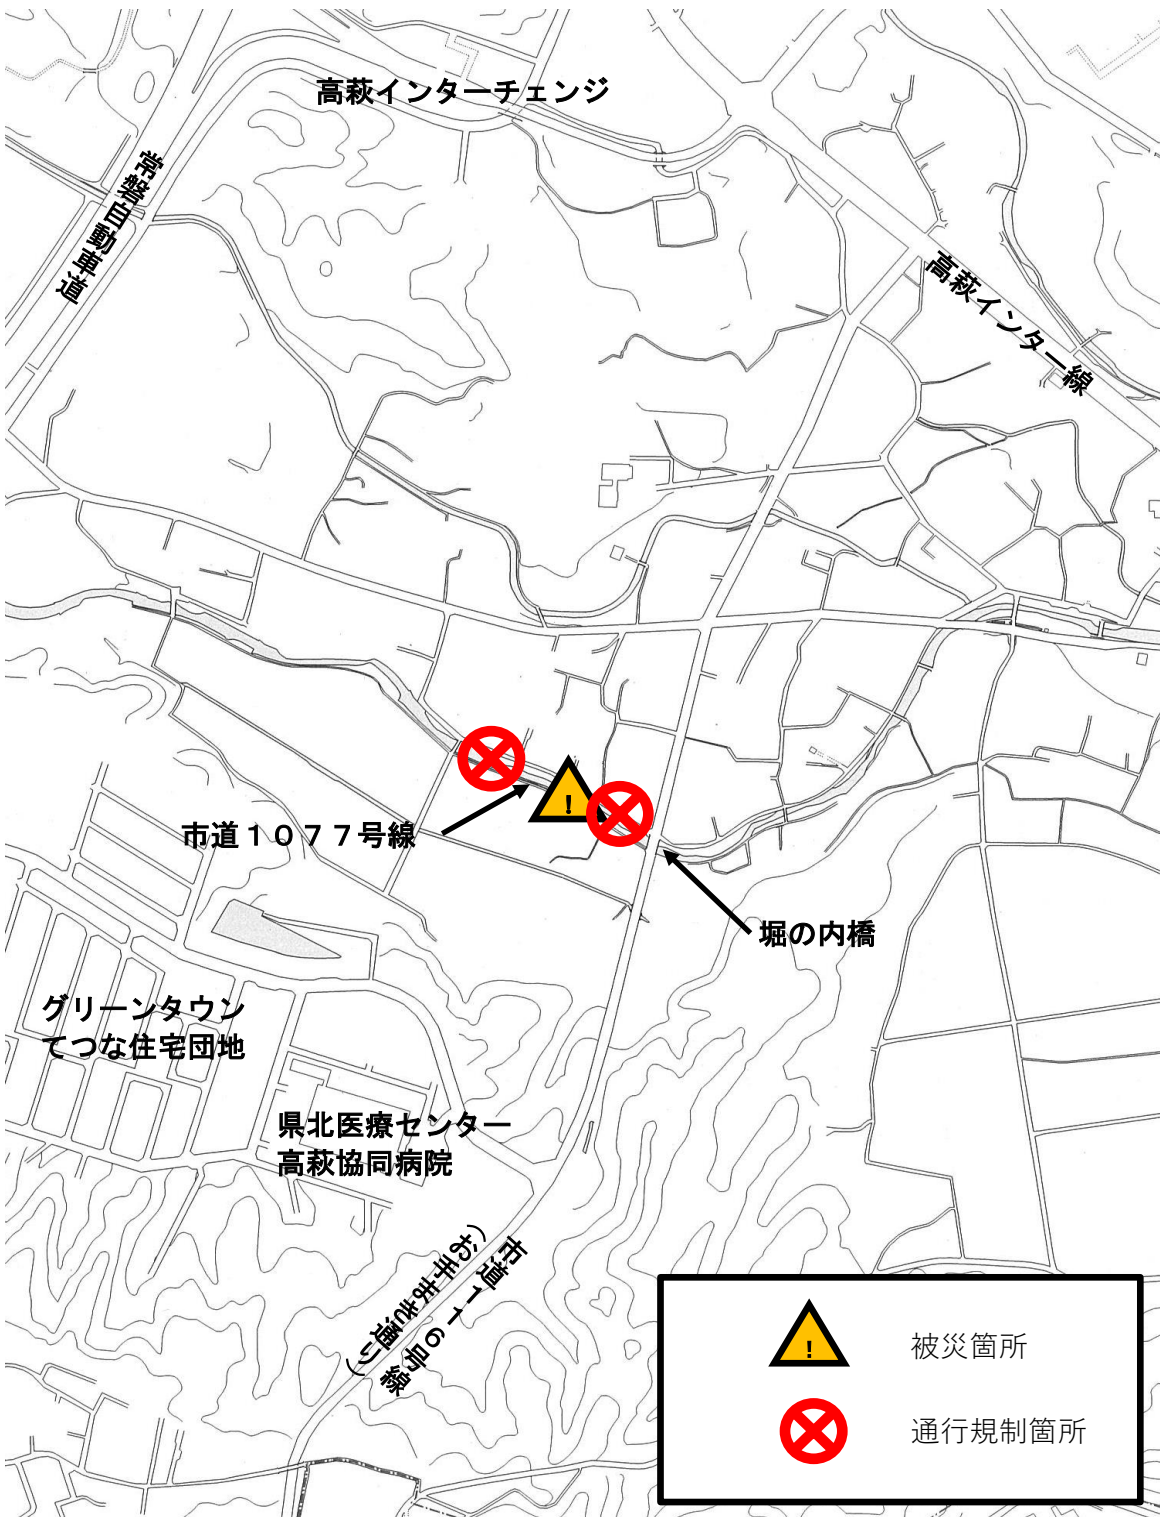 高萩インターチェンジ
常磐自動車道
高萩インター線
市道１０７７号線
堀の内橋
グリーンタウン
てつな住宅団地
県北医療センター
高萩協同病院
市道１１６号線
（お手まき通り）
!
!
被災箇所
通行規制箇所